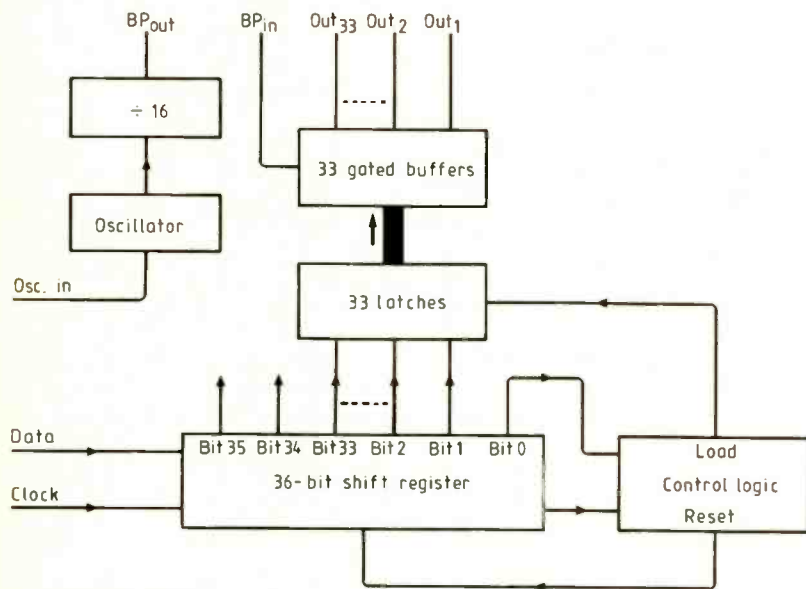 BPout BPin Out33 Out2 Out1
÷ 16
33 gated buffers
Oscillator
Osc. in
33 latches
Data
Bit35 Bit34 Bit33 Bit2 Bit1 Bit0
Load
36-bit shift register
Control logic
Clock
Reset